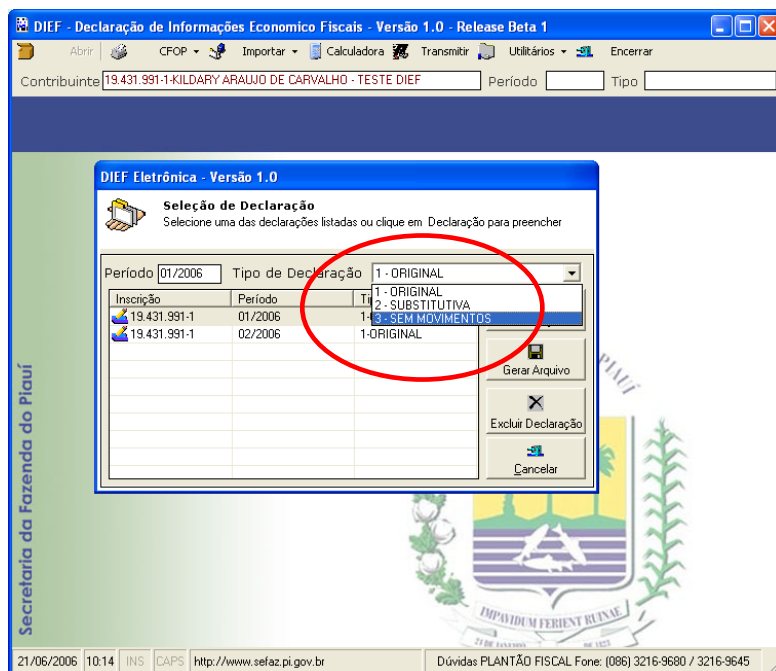 DIEF - Declaração de Informações Economico Fiscais - Versão 1.0 - Release Beta 1
Abrir CFOP Importar Calculadora Transmitir Utilitários Encerrar
Contribuinte 19.431.991-1-KILDARY ARAUJO DE CARVALHO - TESTE DIEF Período Tipo
DIEF Eletrônica - Versão 1.0
Seleção de Declaração
Selecione uma das declarações listadas ou clique em Declaração para preencher
Período 01/2006 Tipo de Declaração 1 - ORIGINAL
1 - ORIGINAL
2 - SUBSTITUTIVA
3 - SEM MOVIMENTOS
Inscrição Período
19.431.991-1 01/2006
19.431.991-1 02/2006 1-ORIGINAL
Gerar Arquivo
Excluir Declaração
Cancelar
Secretaria da Fazenda do Piauí
PIAUÍ
IMPAVIDUM FERIENT RUINAE
21/06/2006 10:14 INS CAPS http://www.sefaz.pi.gov.br Dúvidas PLANTÃO FISCAL Fone: (086) 3216-9680 / 3216-9645